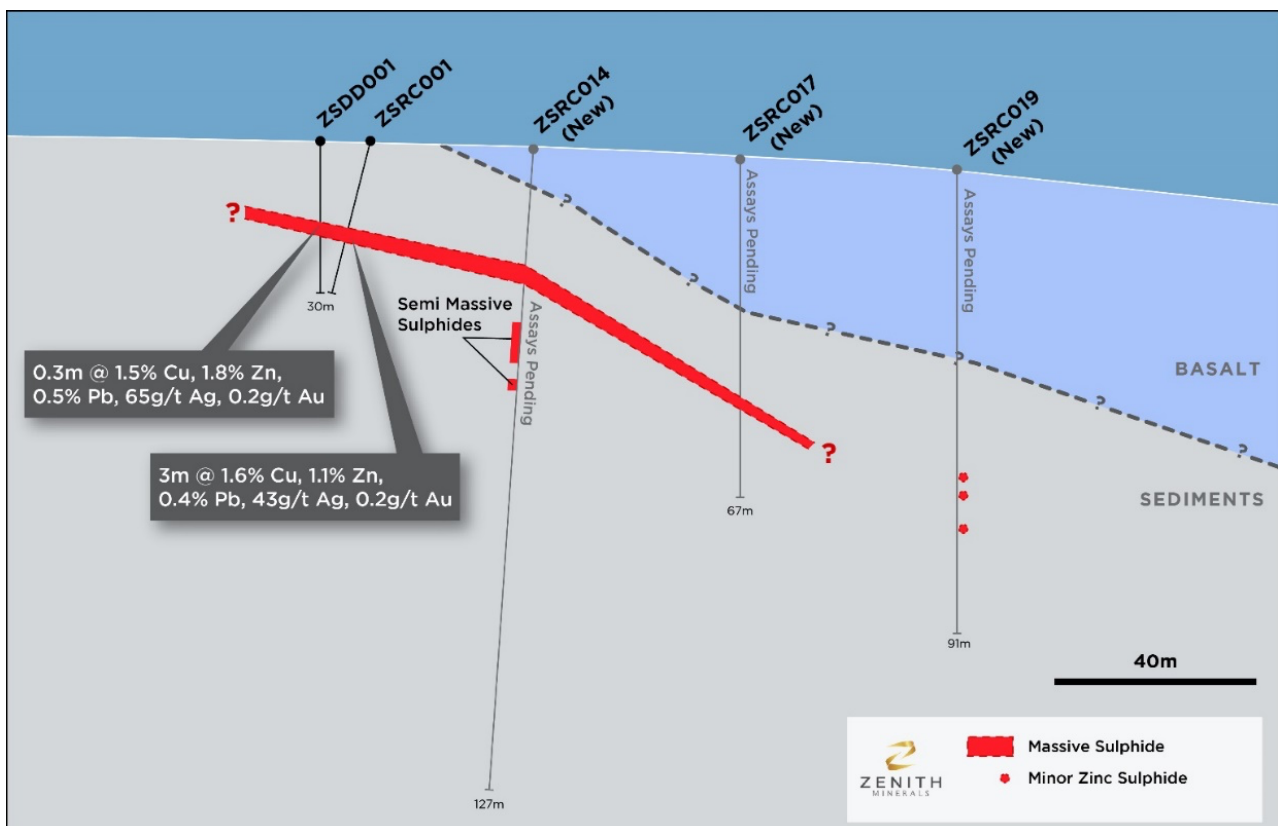 ZSDD001
ZSRC001
ZSRC014
(New)
ZSRC017
(New)
ZSRC019
(New)
Assays Pending
Assays Pending
Assays Pending
?
?
?
?
?
?
?
?
?
30m
Semi Massive
Sulphides
0.3m @ 1.5% Cu, 1.8% Zn,
0.5% Pb, 65g/t Ag, 0.2g/t Au
3m @ 1.6% Cu, 1.1% Zn,
0.4% Pb, 43g/t Ag, 0.2g/t Au
BASALT
SEDIMENTS
67m
91m
127m
40m
ZENITH
MINERALS
Massive Sulphide
Minor Zinc Sulphide